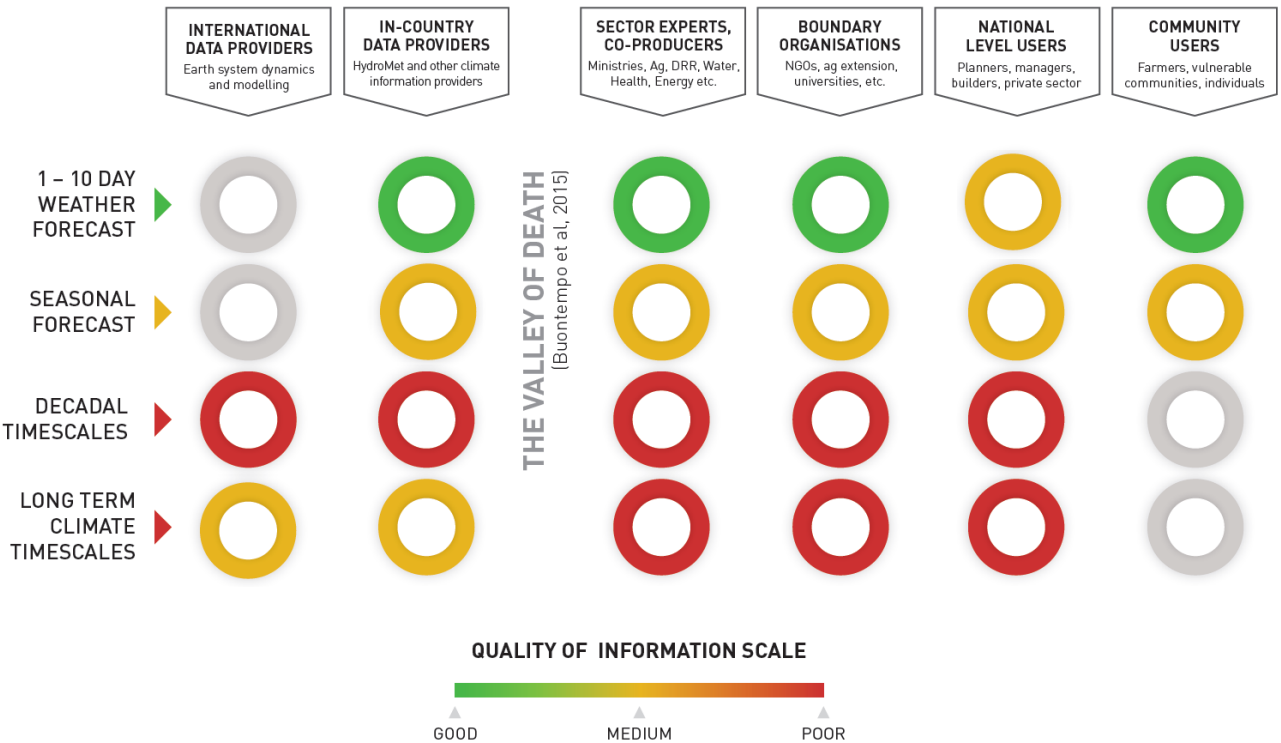 INTERNATIONAL
DATA PROVIDERS
Earth system dynamics
and modelling
IN-COUNTRY
DATA PROVIDERS
HydroMet and other climate
information providers
SECTOR EXPERTS,
CO-PRODUCERS
Ministries, Ag, DRR, Water,
Health, Energy etc.
BOUNDARY
ORGANISATIONS
NGOs, ag extension,
universities, etc.
NATIONAL
LEVEL USERS
Planners, managers,
builders, private sector
COMMUNITY
USERS
Farmers, vulnerable
communities, individuals
1 – 10 DAY
WEATHER
FORECAST
SEASONAL
FORECAST
DECADAL
TIMESCALES
LONG TERM
CLIMATE
TIMESCALES
THE VALLEY OF DEATH
(Buontempo et al, 2015)
QUALITY OF INFORMATION SCALE
GOOD
MEDIUM
POOR